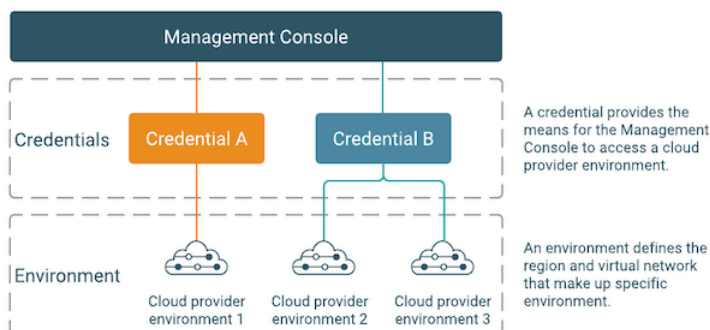 Management Console
Credentials
Credential A
Credential B
A credential provides the
means for the Management
Console to access a cloud
provider environment.
Environment
Cloud provider
environment 1
Cloud provider
environment 2
Cloud provider
environment 3
An environment defines the
region and virtual network
that make up specific
environment.